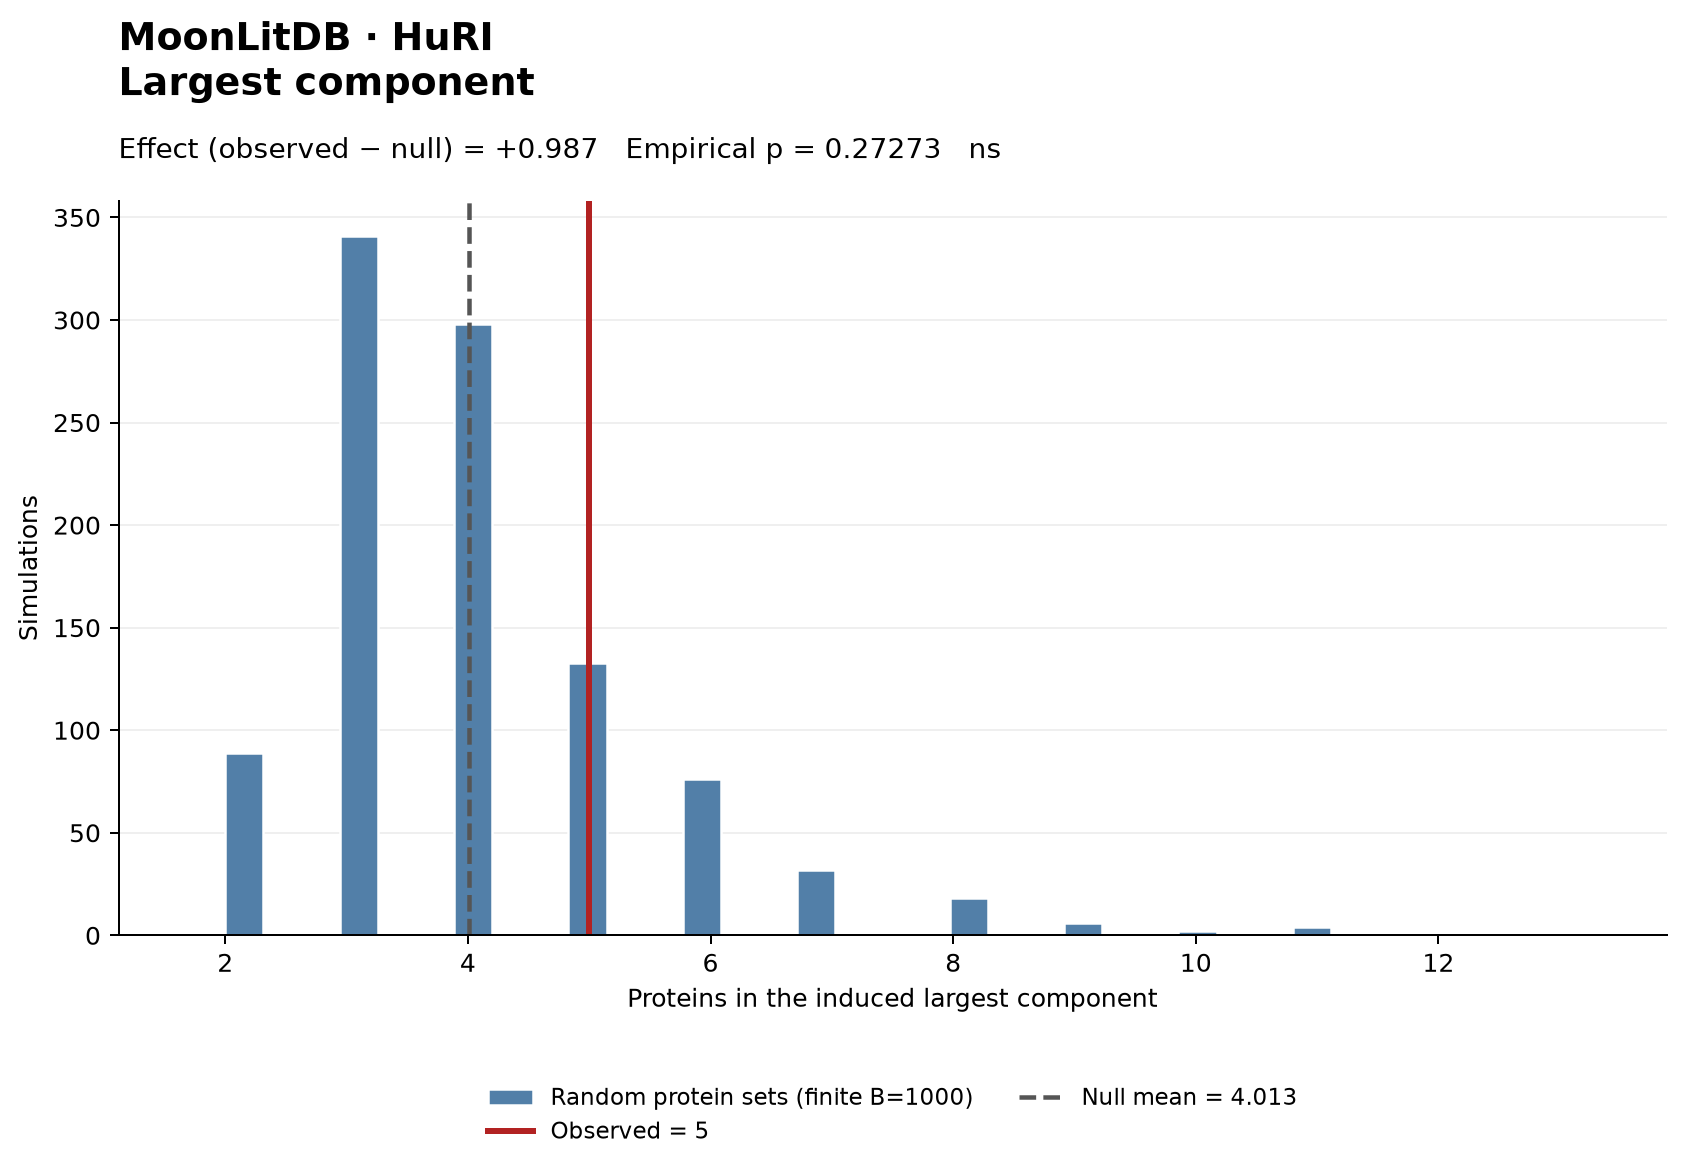 MoonLitDB · HuRI
Largest component
Effect (observed − null) = +0.987   Empirical p = 0.27273   ns
350
300
250
200
150
100
50
0
Simulations
2 4 6 8 10 12
Proteins in the induced largest component
Random protein sets (finite B=1000)
Observed = 5
Null mean = 4.013